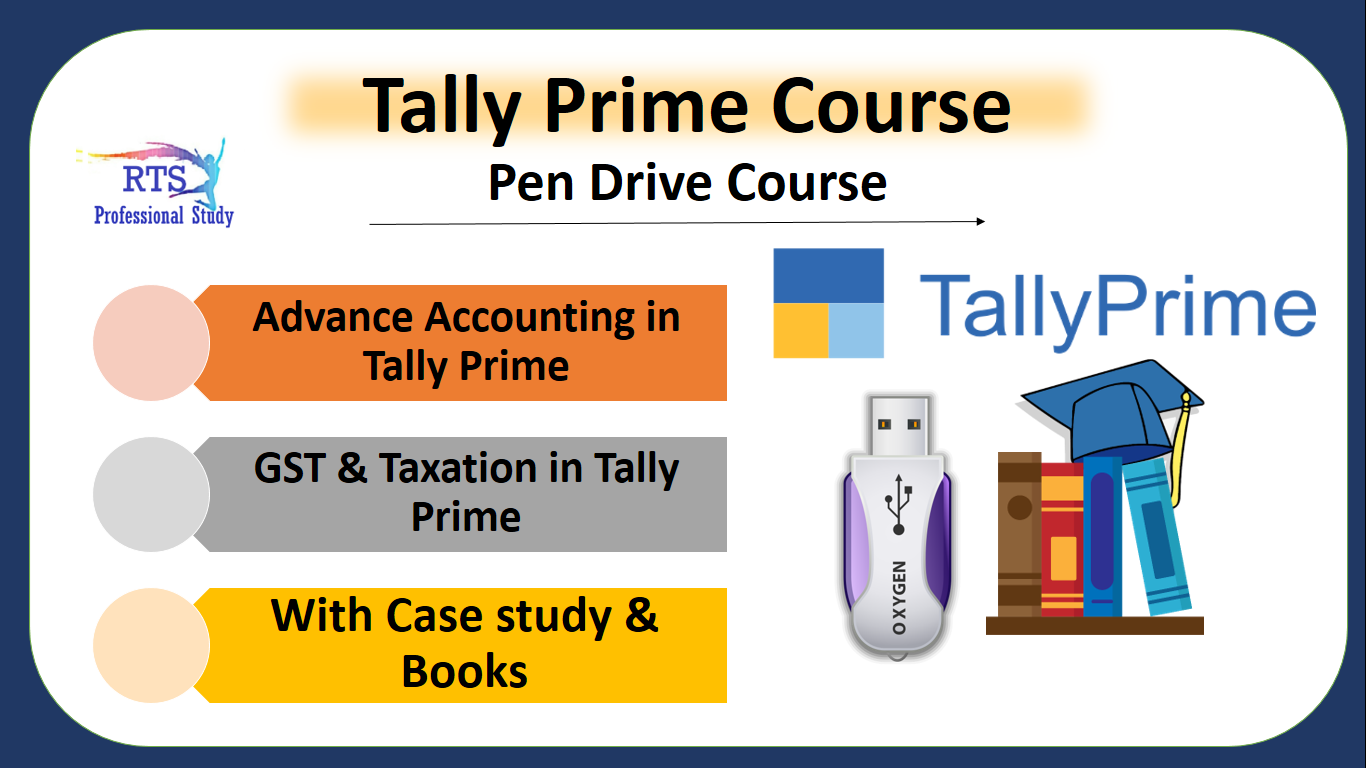 Tally Prime Course
Pen Drive Course
RTS
Professional Study
Advance Accounting in
Tally Prime
GST & Taxation in Tally
Prime
With Case study &
Books
TallyPrime
OXYGEN